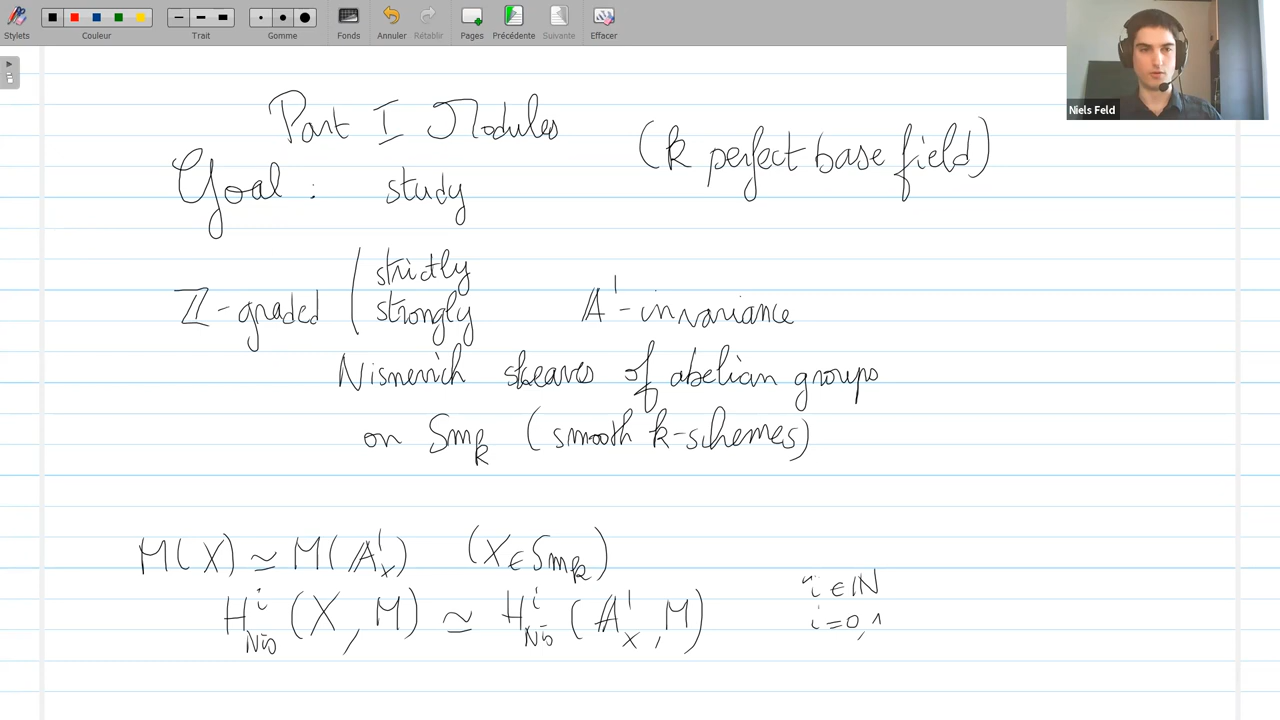 Stylets Couleur Trait Gomme Fonds Annuler Rétablir Pages Précédente Suivante Effacer
Niels Feld
Part I Modules
(k perfect base field)
Goal : study
strictly
ℤ-graded strongly 𝔸¹-invariance
Nisnevich sheaves of abelian groups
on Smₖ (smooth k-schemes)
M(X) ≃ M(𝔸¹_X) (X ∈ Smₖ)
i ∈ ℕ
H^i_Nis (X, M) ≃ H^i_Nis (𝔸¹_X, M)
i=0,1